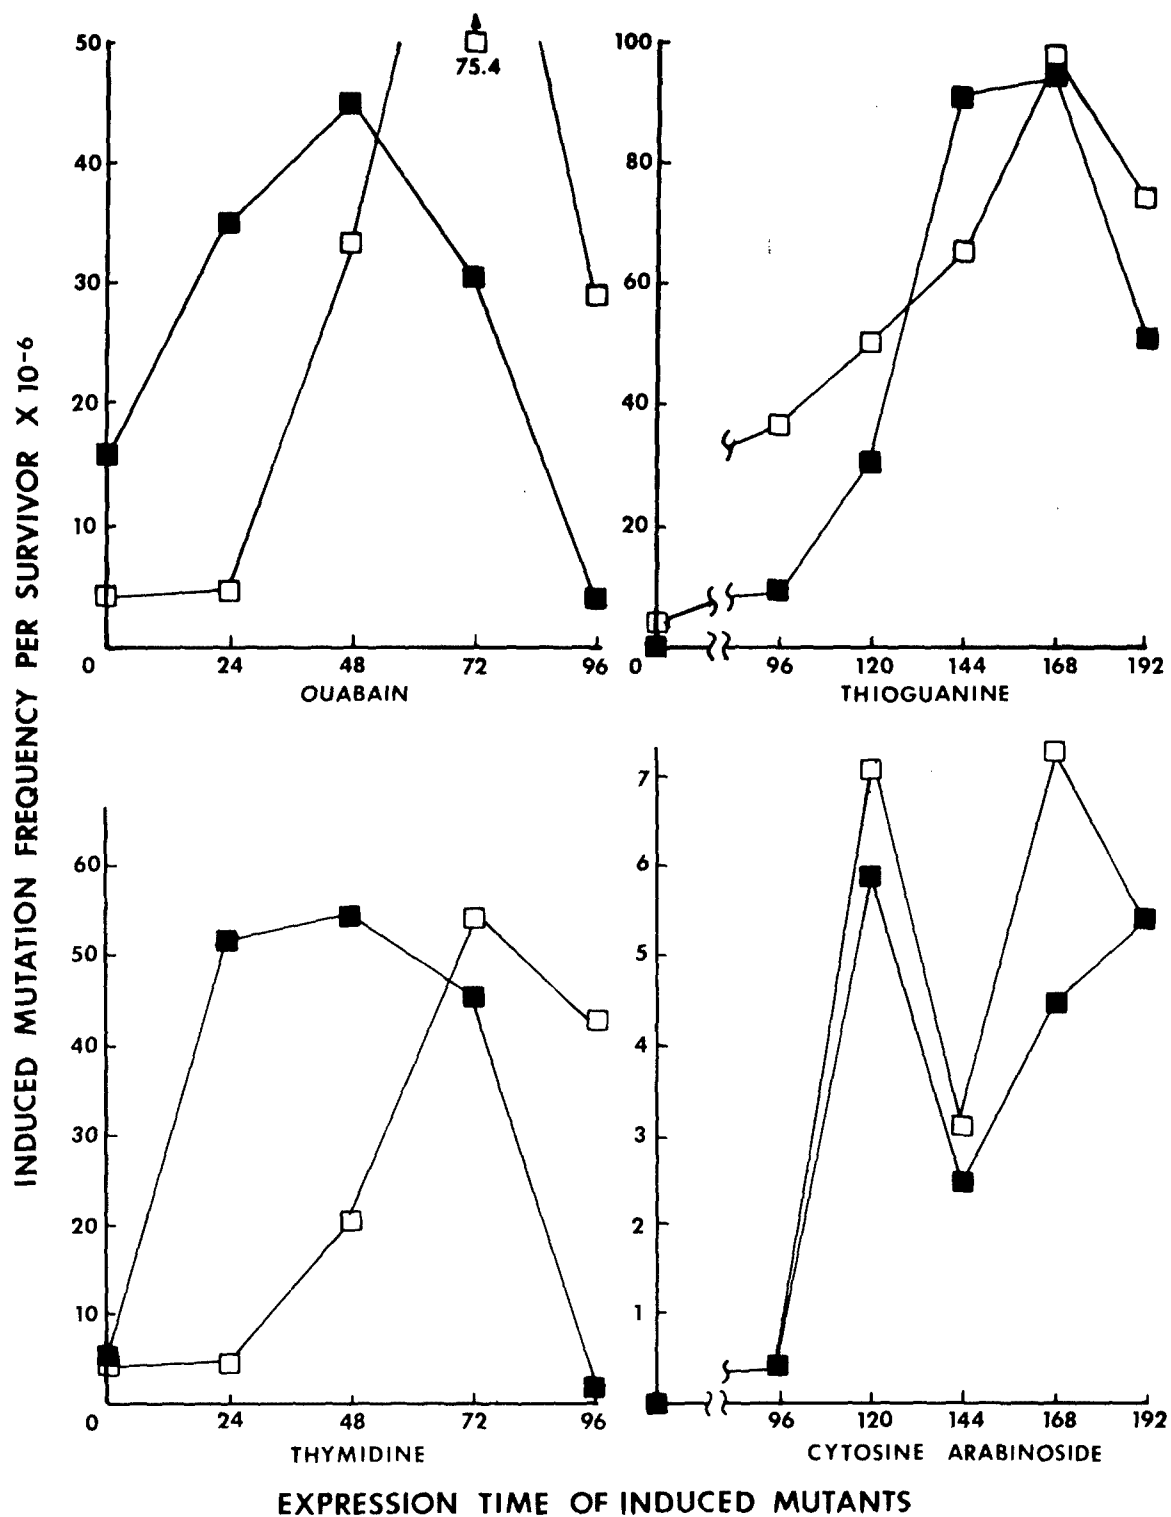 INDUCED MUTATION FREQUENCY PER SURVIVOR X 10-6
50
40
30
20
10
75.4
0 24 48 72 96
OUABAIN
100
80
60
40
20
0 96 120 144 168 192
THIOGUANINE
60
50
40
30
20
10
0 24 48 72 96
THYMIDINE
7
6
5
4
3
2
1
96 120 144 168 192
CYTOSINE ARABINOSIDE
EXPRESSION TIME OF INDUCED MUTANTS